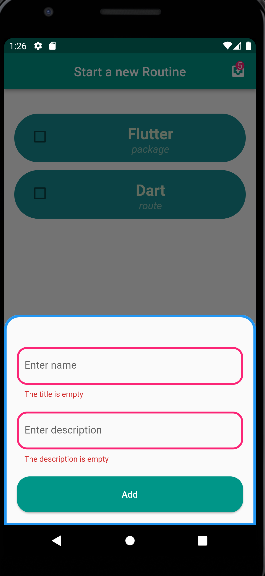 1:26
Start a new Routine
Flutter
package
Dart
route
Enter name
The title is empty
Enter description
The description is empty
Add